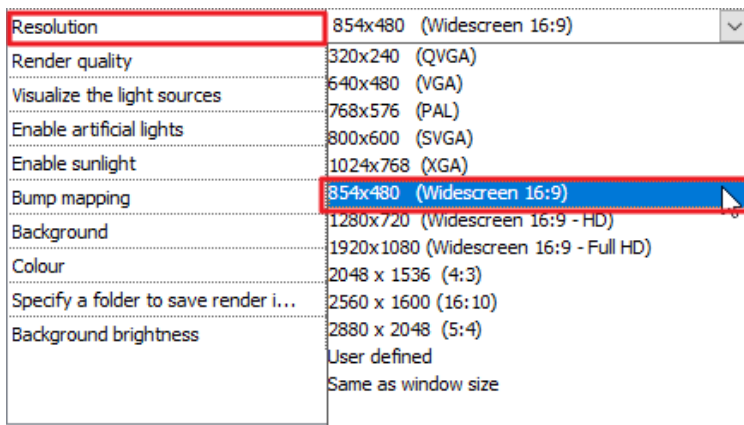 Resolution 854x480 (Widescreen 16:9)
Render quality 320x240 (QVGA)
640x480 (VGA)
Visualize the light sources 768x576 (PAL)
Enable artificial lights 800x600 (SVGA)
Enable sunlight 1024x768 (XGA)
Bump mapping 854x480 (Widescreen 16:9)
Background 1280x720 (Widescreen 16:9 - HD)
1920x1080 (Widescreen 16:9 - Full HD)
Colour 2048 x 1536 (4:3)
Specify a folder to save render i... 2560 x 1600 (16:10)
Background brightness 2880 x 2048 (5:4)
User defined
Same as window size